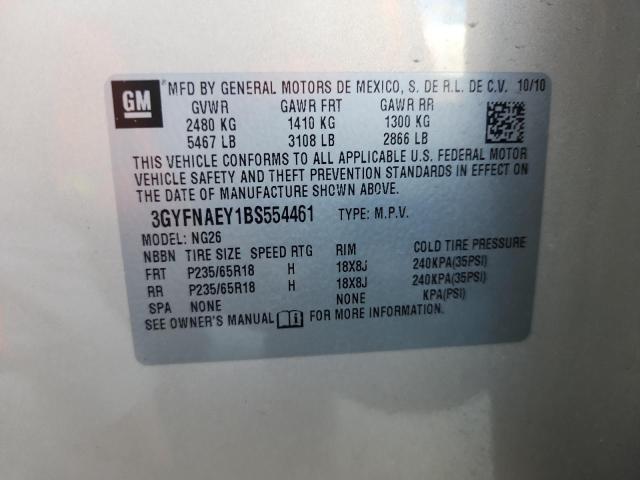 GM
*MFD BY GENERAL MOTORS DE MEXICO, S. DE R.L. DE C.V. 10/10
GVWR GAWR FRT GAWR RR
2480 KG 1410 KG 1300 KG
5467 LB 3108 LB 2866 LB
THIS VEHICLE CONFORMS TO ALL APPLICABLE U.S. FEDERAL MOTOR
VEHICLE SAFETY AND THEFT PREVENTION STANDARDS IN EFFECT ON
THE DATE OF MANUFACTURE SHOWN ABOVE.
3GYFNAEY1BS554461 TYPE: M.P.V.
MODEL: NG26
NBBN TIRE SIZE SPEED RTG RIM COLD TIRE PRESSURE
FRT P235/65R18 H 18X8J 240KPA(35PSI)
RR P235/65R18 H 18X8J 240KPA(35PSI)
SPA NONE NONE KPA(PSI)
SEE OWNER'S MANUAL FOR MORE INFORMATION.